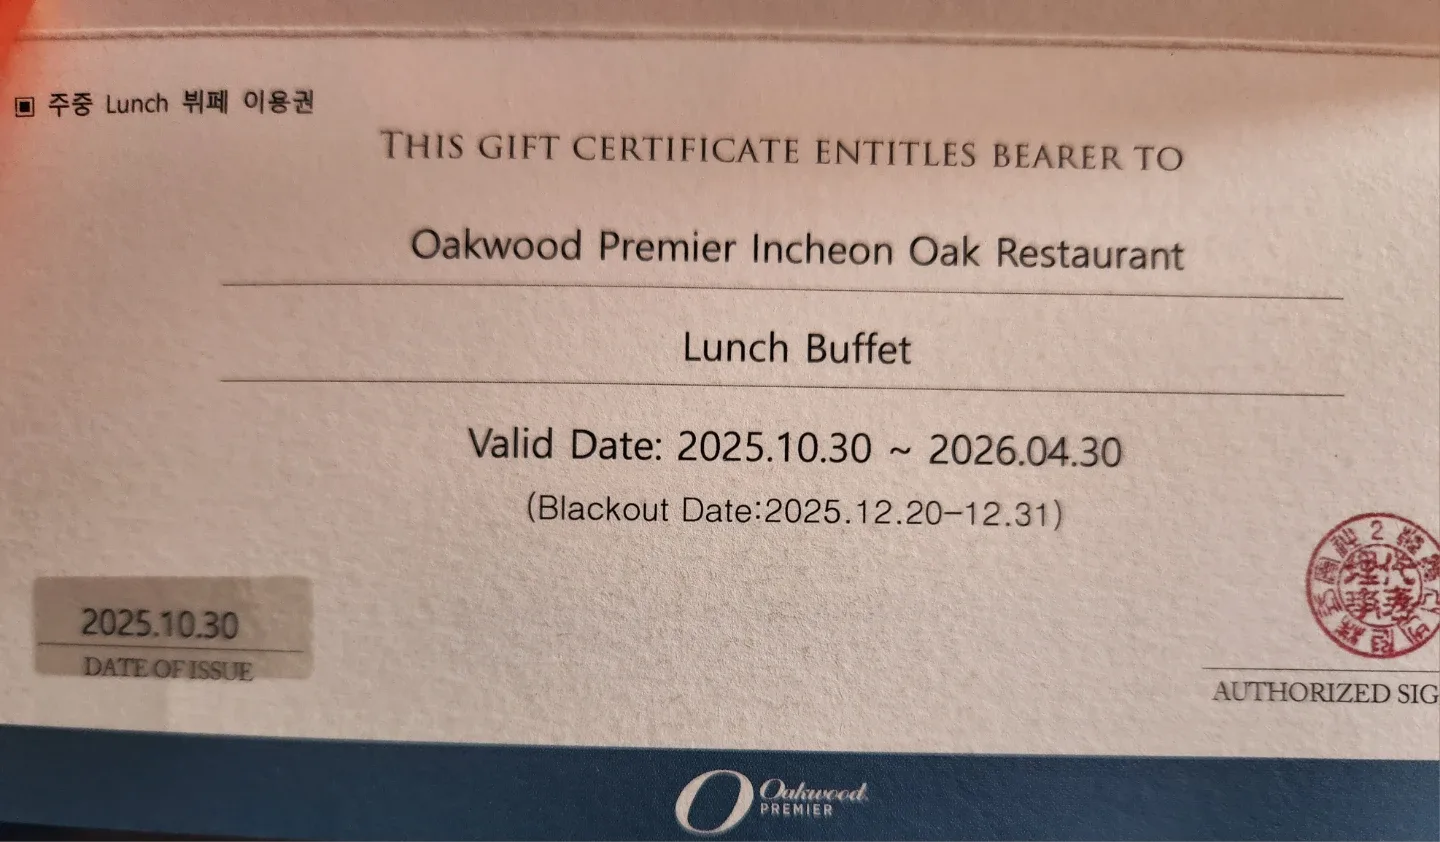 ▣ 주중 Lunch 뷔페 이용권
THIS GIFT CERTIFICATE ENTITLES BEARER TO
Oakwood Premier Incheon Oak Restaurant
Lunch Buffet
Valid Date: 2025.10.30 ~ 2026.04.30
(Blackout Date:2025.12.20-12.31)
2025.10.30
DATE OF ISSUE
AUTHORIZED SIG
Oakwood
PREMIER